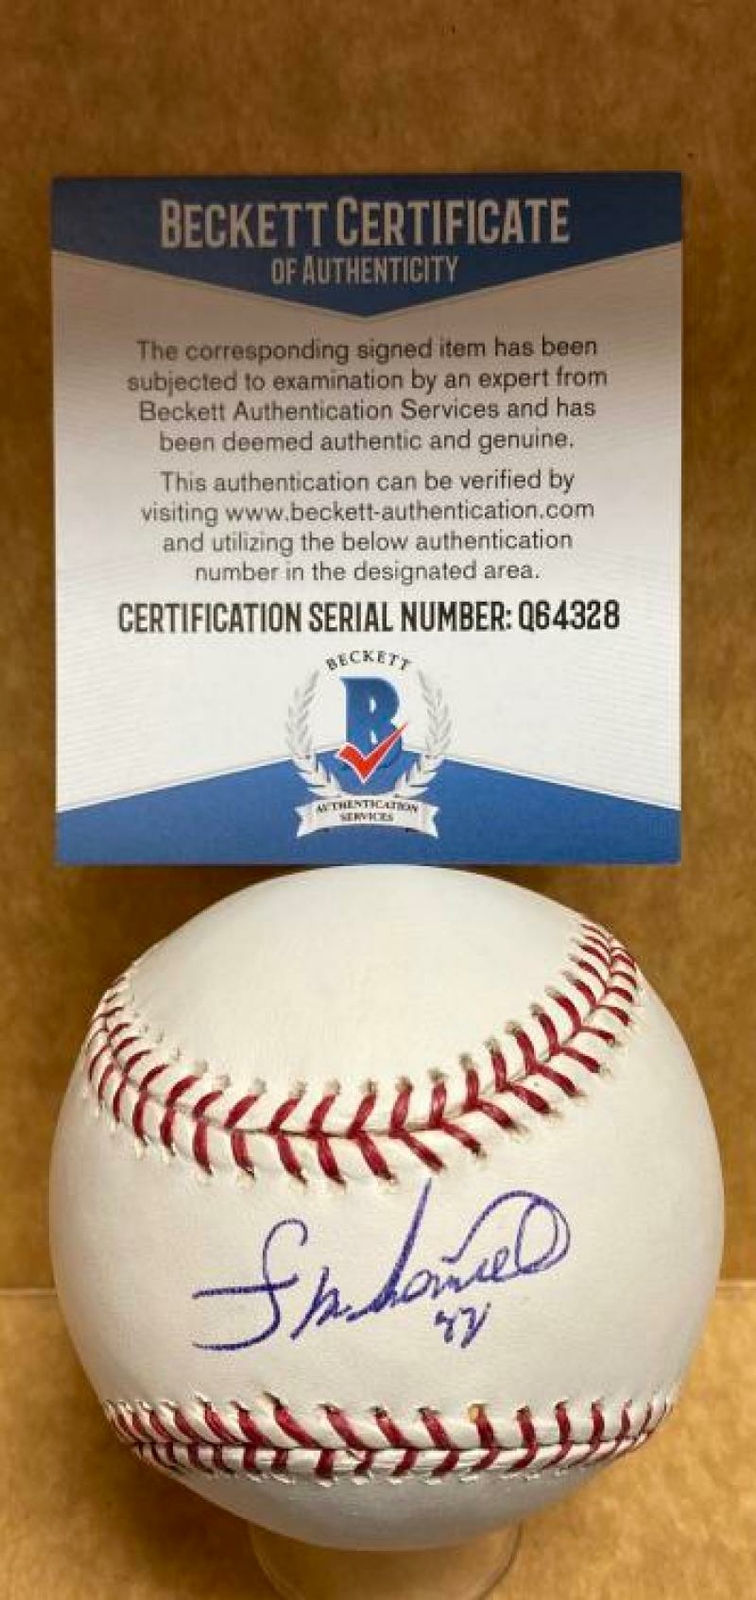 BECKETT CERTIFICATE
OF AUTHENTICITY
The corresponding signed item has been
subjected to examination by an expert from
Beckett Authentication Services and has
been deemed authentic and genuine.
This authentication can be verified by
visiting www.beckett-authentication.com
and utilizing the below authentication
number in the designated area.
CERTIFICATION SERIAL NUMBER: Q64328
BECKETT
B
AUTHENTICATION
SERVICES